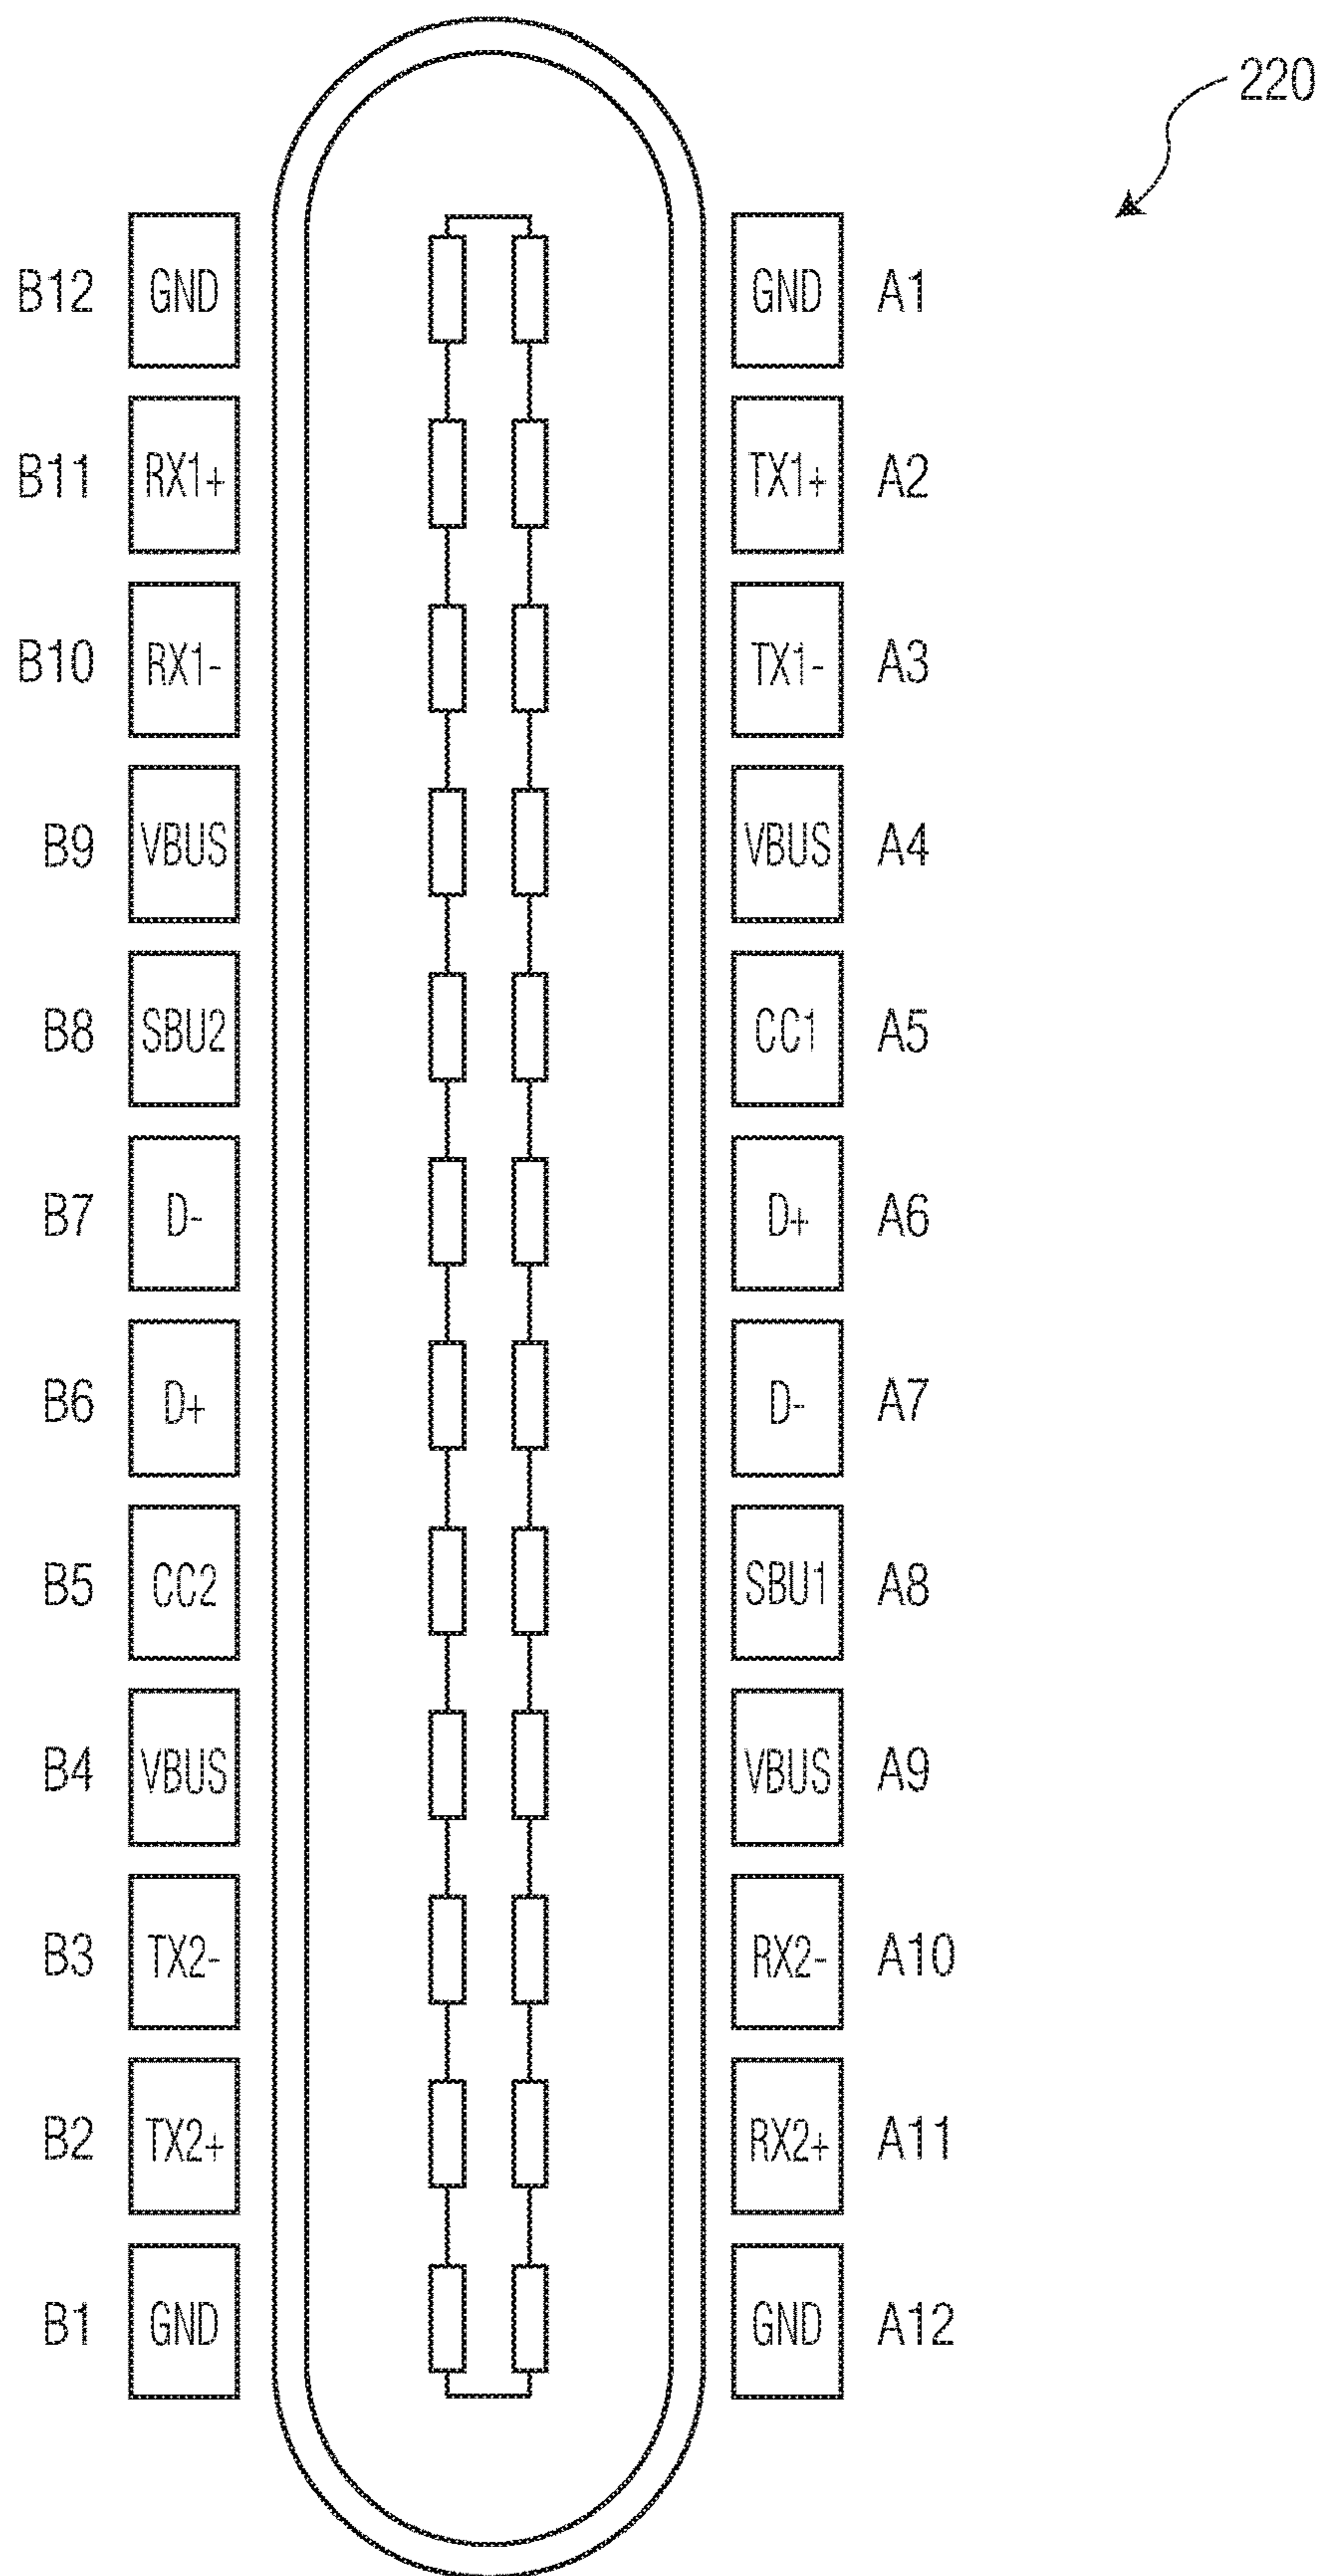 220
B12 GND GND A1
B11 RX1+ TX1+ A2
B10 RX1- TX1- A3
B9 VBUS VBUS A4
B8 SBU2 CC1 A5
B7 D- D+ A6
B6 D+ D- A7
B5 CC2 SBU1 A8
B4 VBUS VBUS A9
B3 TX2- RX2- A10
B2 TX2+ RX2+ A11
B1 GND GND A12